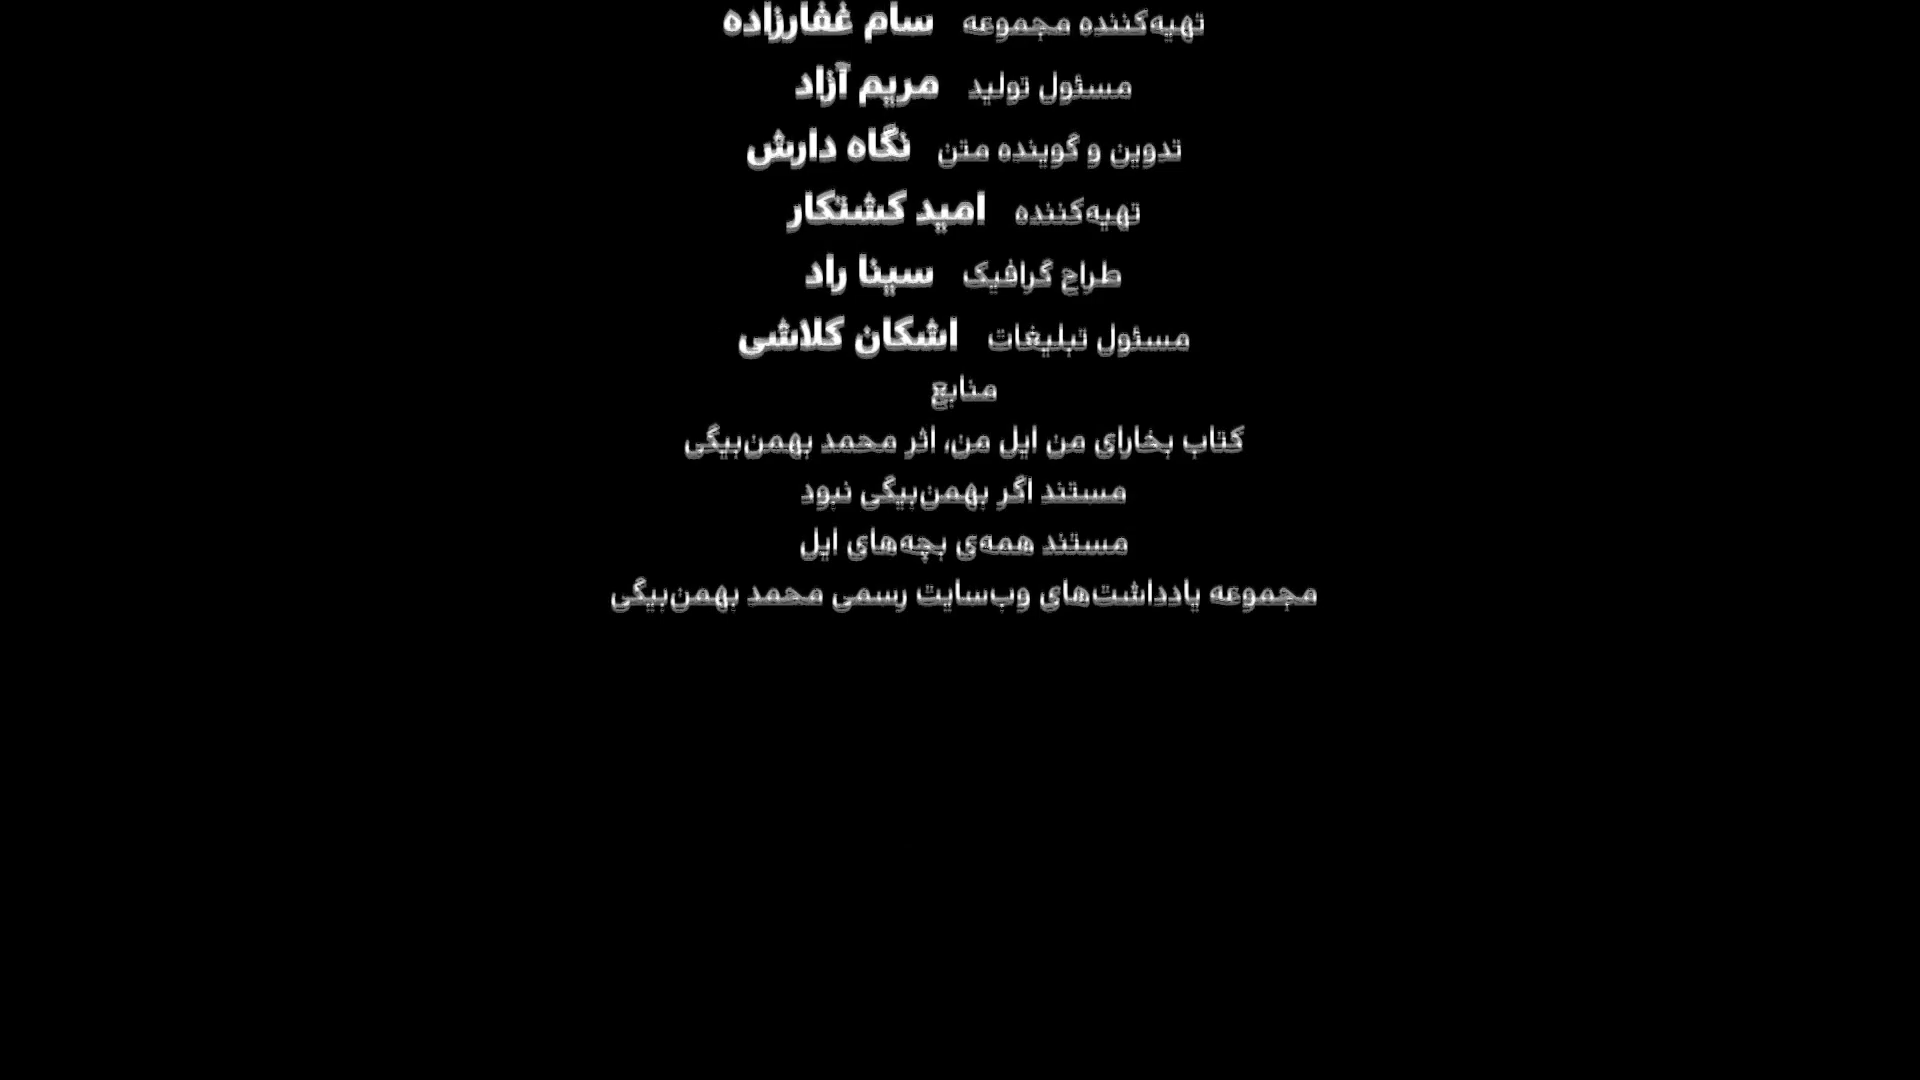 تهیه‌کننده مجموعه سام غفارزاده
مسئول تولید مریم آزاد
تدوین و گوینده متن نگاه دارش
تهیه‌کننده امید کشتکار
طراح گرافیک سینا راد
مسئول تبلیغات اشکان کلاشی
منابع
کتاب بخارای من ایل من، اثر محمد بهمن‌بیگی
مستند اگر بهمن‌بیگی نبود
مستند همه‌ی بچه‌های ایل
مجموعه یادداشت‌های وب‌سایت رسمی محمد بهمن‌بیگی